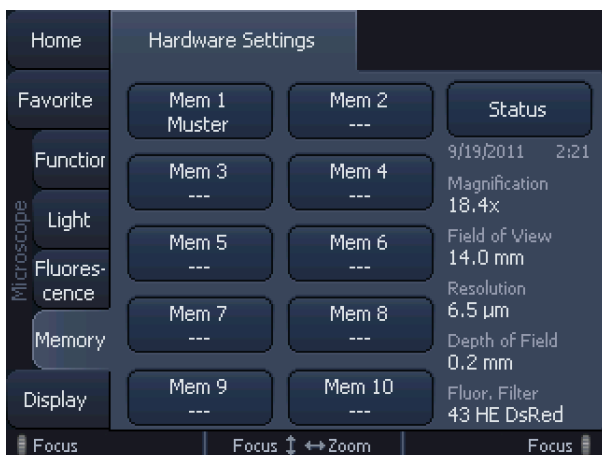 Home
Hardware Settings
Favorite
Mem 1
Muster
Mem 2
---
Status
Microscope
Function
Mem 3
---
Mem 4
---
9/19/2011 2:21
Magnification
18.4x
Light
Mem 5
---
Mem 6
---
Field of View
14.0 mm
Fluores-
cence
Resolution
6.5 µm
Memory
Mem 7
---
Mem 8
---
Depth of Field
0.2 mm
Display
Mem 9
---
Mem 10
---
Fluor. Filter
43 HE DsRed
Focus
Focus ↕ ↔ Zoom
Focus